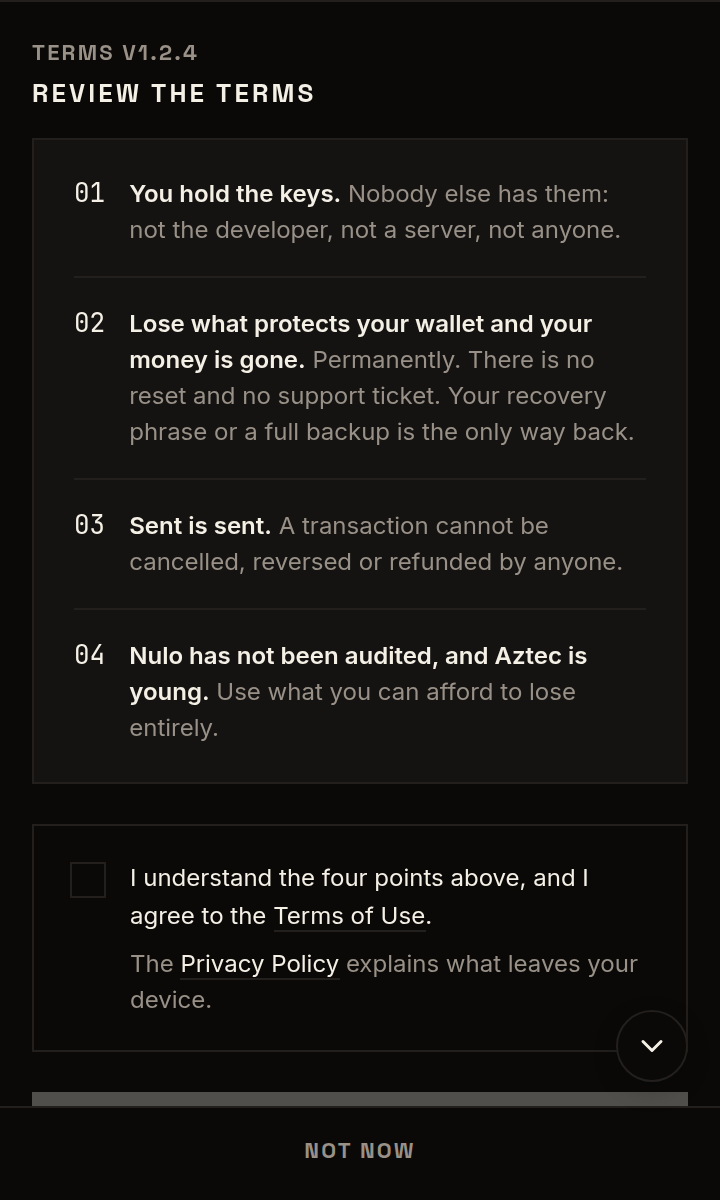 TERMS V1.2.4
REVIEW THE TERMS
01 You hold the keys. Nobody else has them:
not the developer, not a server, not anyone.
02 Lose what protects your wallet and your
money is gone. Permanently. There is no
reset and no support ticket. Your recovery
phrase or a full backup is the only way back.
03 Sent is sent. A transaction cannot be
cancelled, reversed or refunded by anyone.
04 Nulo has not been audited, and Aztec is
young. Use what you can afford to lose
entirely.
I understand the four points above, and I
agree to the Terms of Use.
The Privacy Policy explains what leaves your
device.
NOT NOW